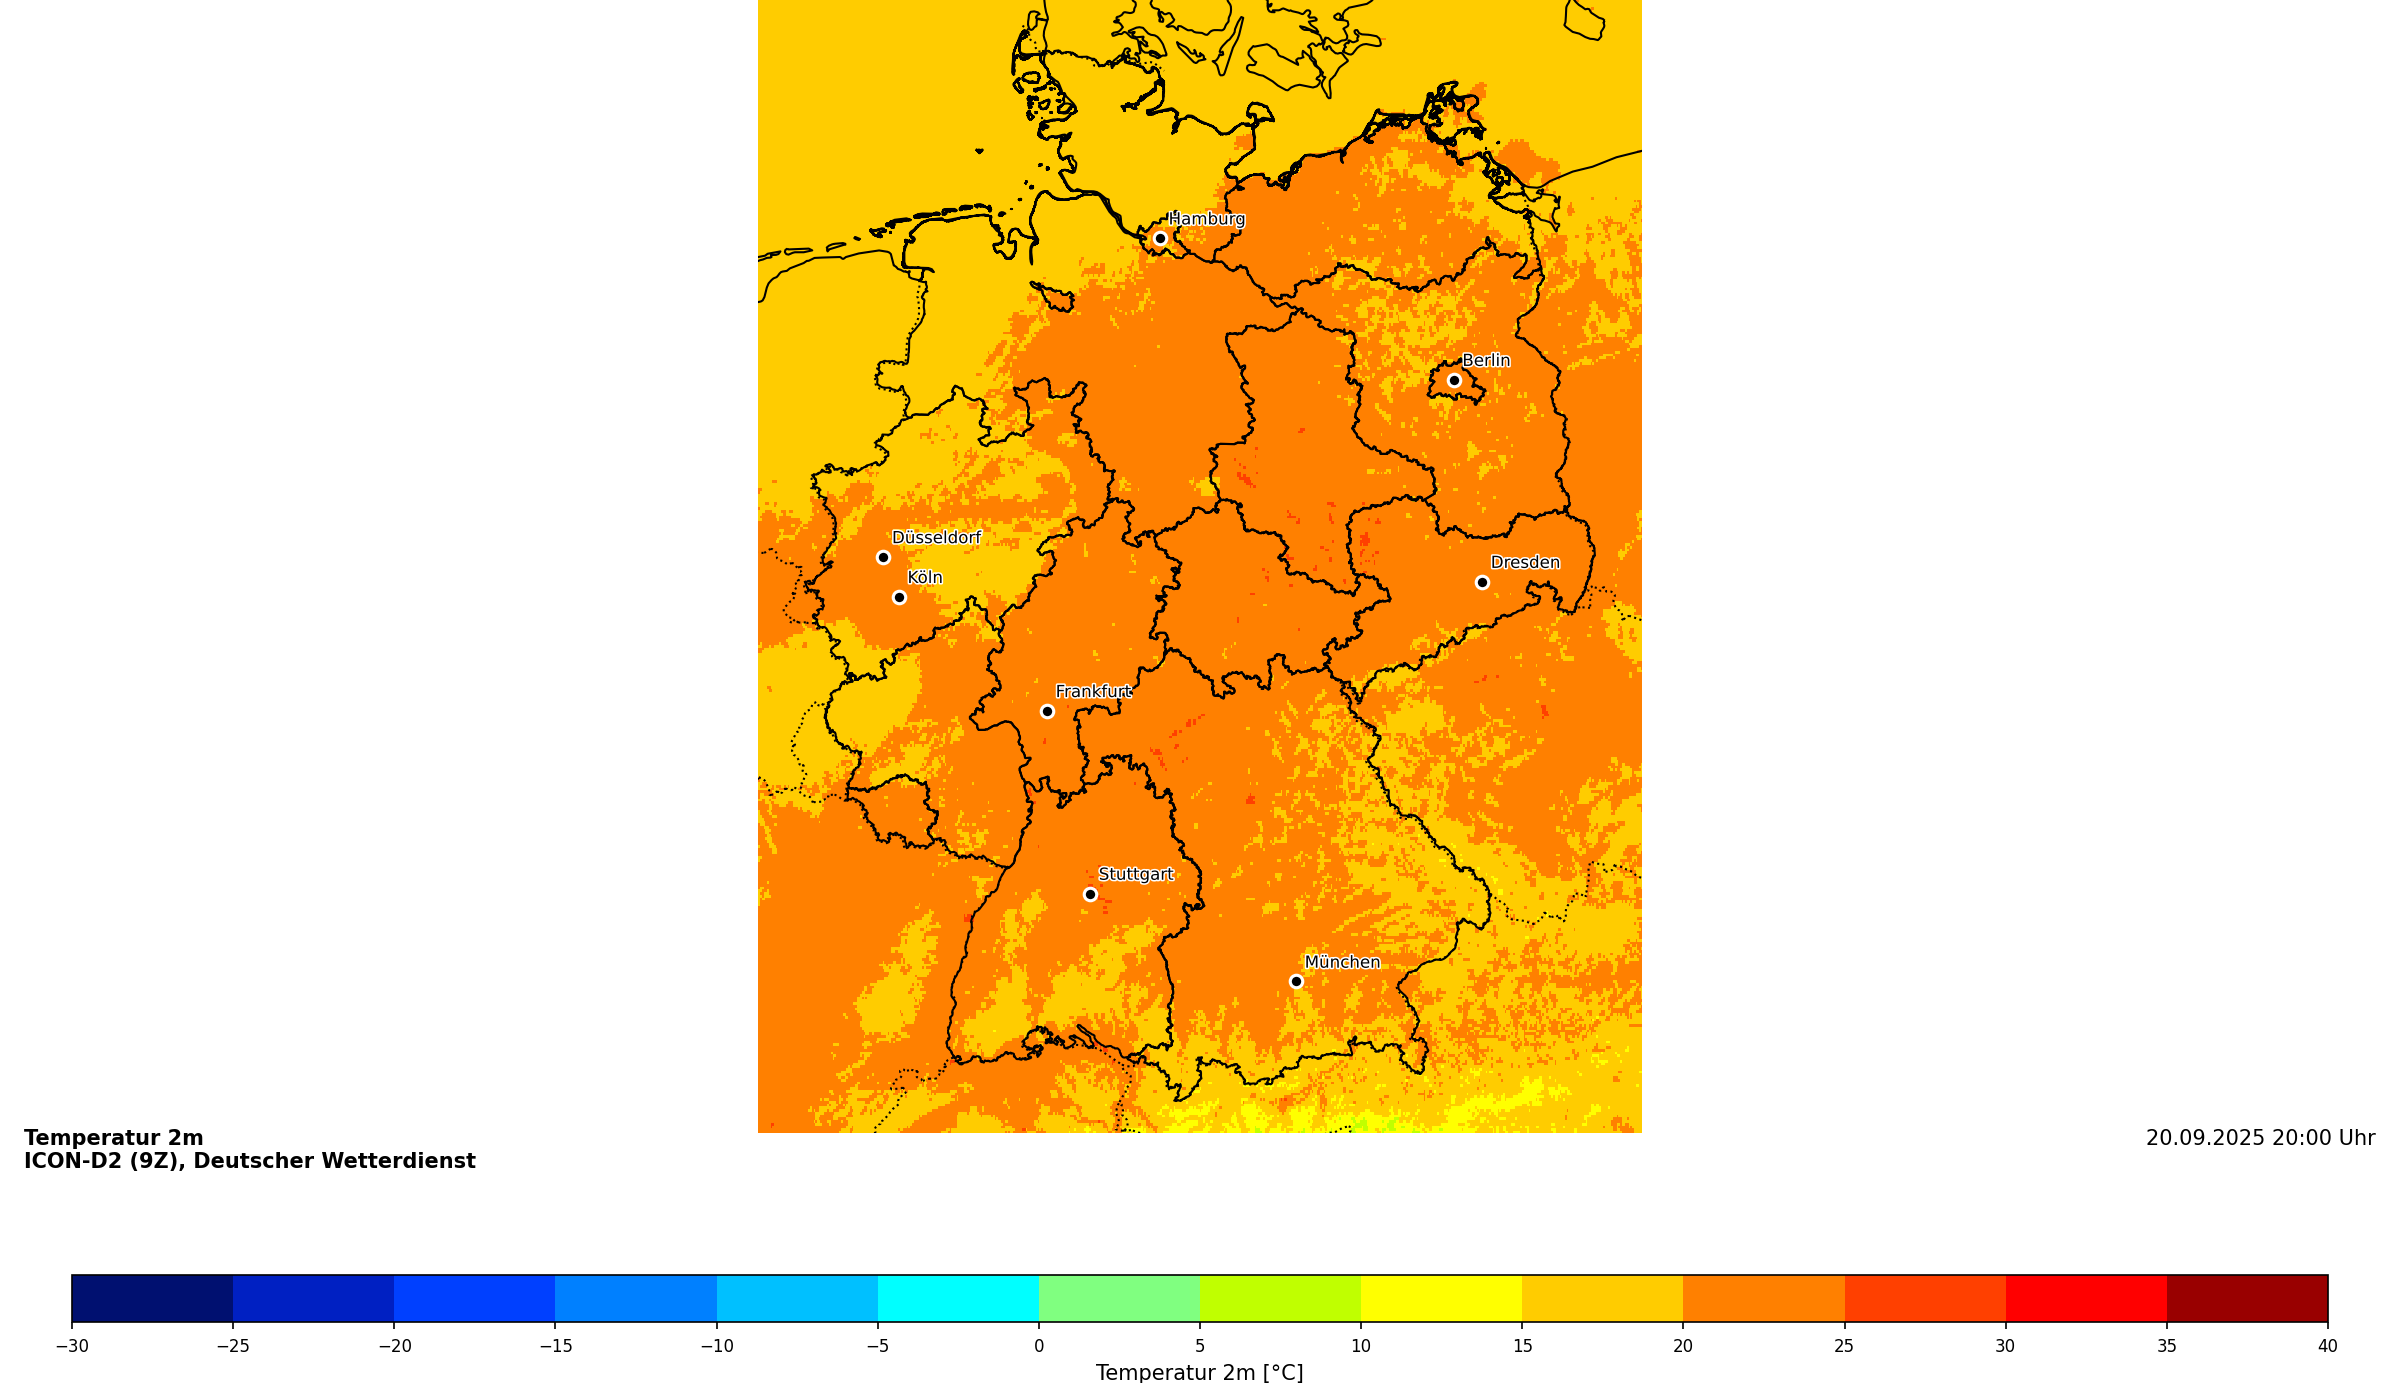 Hamburg
Berlin
Düsseldorf
Köln
Dresden
Frankfurt
Stuttgart
München
Temperatur 2m
ICON-D2 (9Z), Deutscher Wetterdienst
20.09.2025 20:00 Uhr
−30 −25 −20 −15 −10 −5 0 5 10 15 20 25 30 35 40
Temperatur 2m [°C]